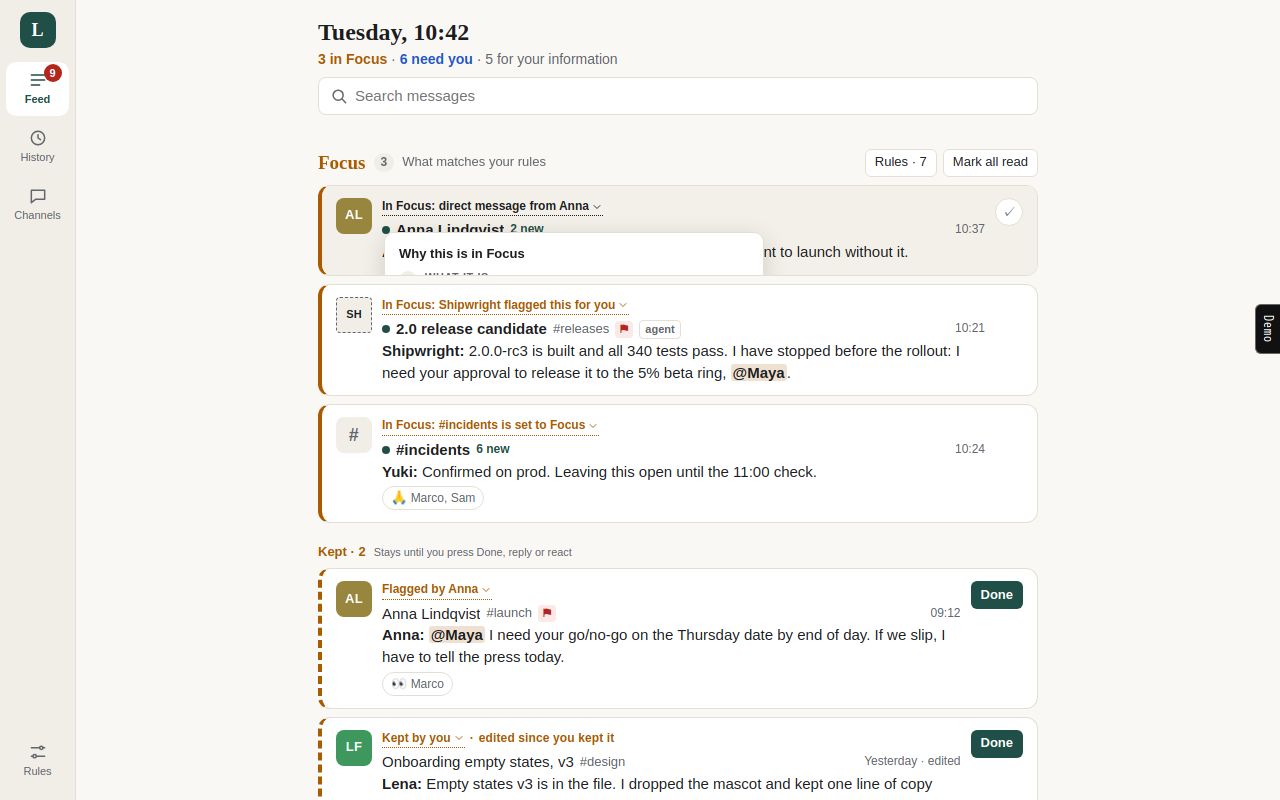 L
9
Feed
History
Channels
Rules
Tuesday, 10:42
3 in Focus · 6 need you · 5 for your information
Search messages
Focus 3 What matches your rules Rules · 7 Mark all read
AL In Focus: direct message from Anna ✓
Anna Lindqvist 2 new 10:37
nt to launch without it.
Why this is in Focus
WHAT IT IS
SH In Focus: Shipwright flagged this for you
2.0 release candidate #releases agent 10:21
Shipwright: 2.0.0-rc3 is built and all 340 tests pass. I have stopped before the rollout: I
need your approval to release it to the 5% beta ring, @Maya.
# In Focus: #incidents is set to Focus
#incidents 6 new 10:24
Yuki: Confirmed on prod. Leaving this open until the 11:00 check.
🙏 Marco, Sam
Kept · 2 Stays until you press Done, reply or react
AL Flagged by Anna Done
Anna Lindqvist #launch 09:12
Anna: @Maya I need your go/no-go on the Thursday date by end of day. If we slip, I
have to tell the press today.
👀 Marco
LF Kept by you · edited since you kept it Done
Onboarding empty states, v3 #design Yesterday · edited
Lena: Empty states v3 is in the file. I dropped the mascot and kept one line of copy
Demo